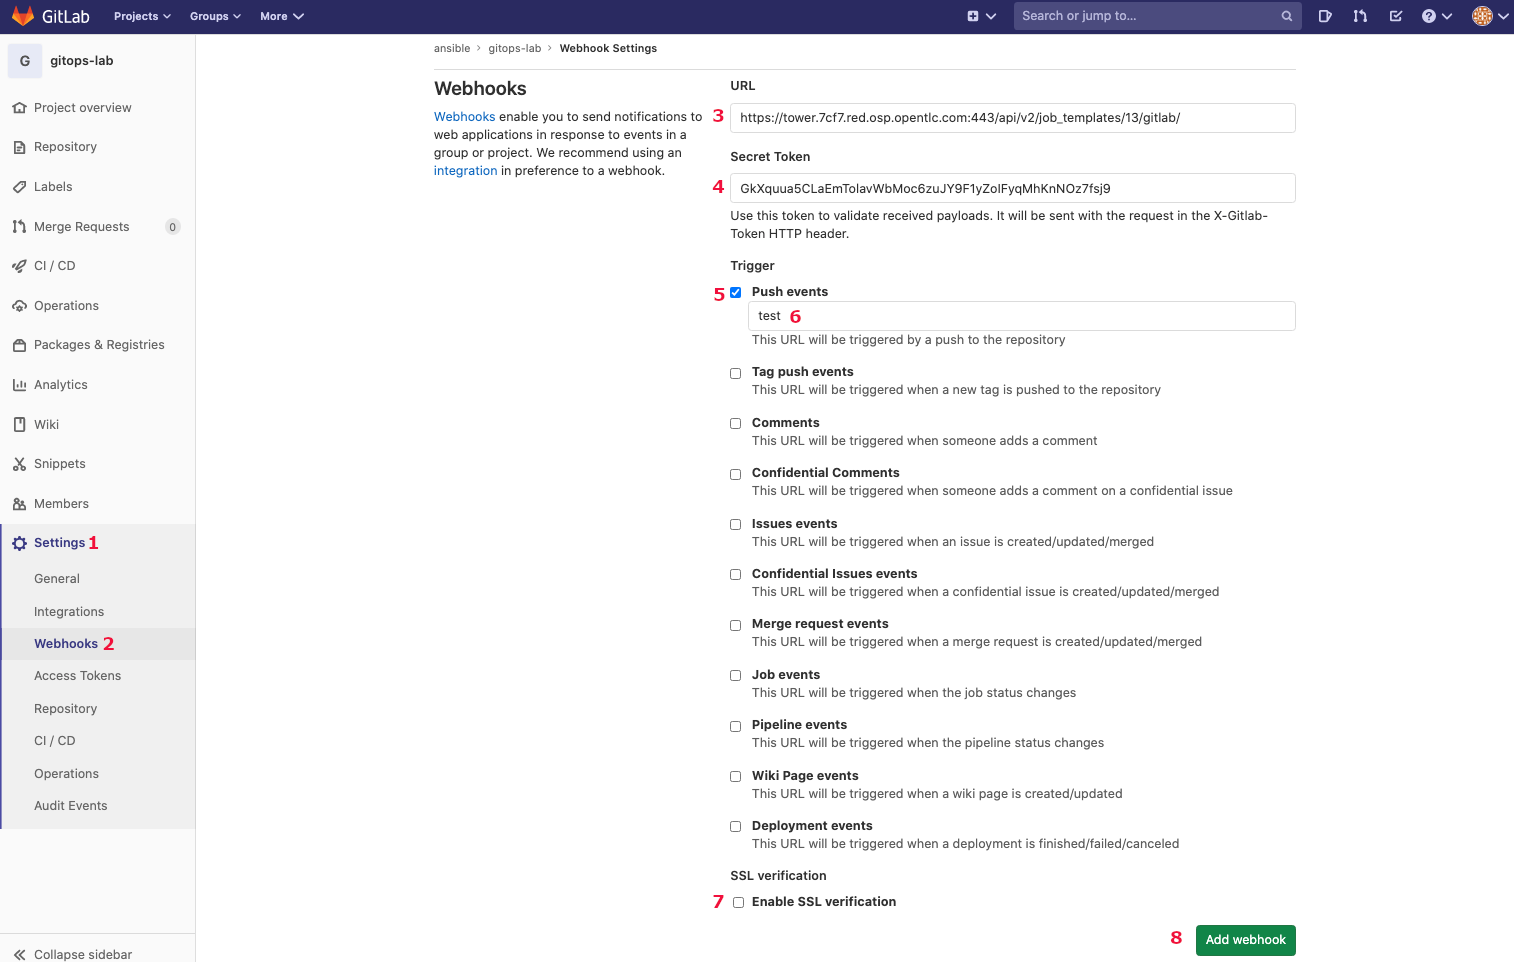 GitLab Projects Groups More Search or jump to...
G gitops-lab
Project overview
Repository
Labels
Merge Requests 0
CI / CD
Operations
Packages & Registries
Analytics
Wiki
Snippets
Members
Settings 1
General
Integrations
Webhooks 2
Access Tokens
Repository
CI / CD
Operations
Audit Events
Collapse sidebar
ansible > gitops-lab > Webhook Settings
Webhooks
Webhooks enable you to send notifications to
web applications in response to events in a
group or project. We recommend using an
integration in preference to a webhook.
URL
3 https://tower.7cf7.red.osp.opentlc.com:443/api/v2/job_templates/13/gitlab/
Secret Token
4 GkXquua5CLaEmTolavWbMoc6zuJY9F1yZolFyqMhKnNOz7fsj9
Use this token to validate received payloads. It will be sent with the request in the X-Gitlab-
Token HTTP header.
Trigger
5 Push events
test 6
This URL will be triggered by a push to the repository
Tag push events
This URL will be triggered when a new tag is pushed to the repository
Comments
This URL will be triggered when someone adds a comment
Confidential Comments
This URL will be triggered when someone adds a comment on a confidential issue
Issues events
This URL will be triggered when an issue is created/updated/merged
Confidential Issues events
This URL will be triggered when a confidential issue is created/updated/merged
Merge request events
This URL will be triggered when a merge request is created/updated/merged
Job events
This URL will be triggered when the job status changes
Pipeline events
This URL will be triggered when the pipeline status changes
Wiki Page events
This URL will be triggered when a wiki page is created/updated
Deployment events
This URL will be triggered when a deployment is finished/failed/canceled
SSL verification
7 Enable SSL verification
8 Add webhook